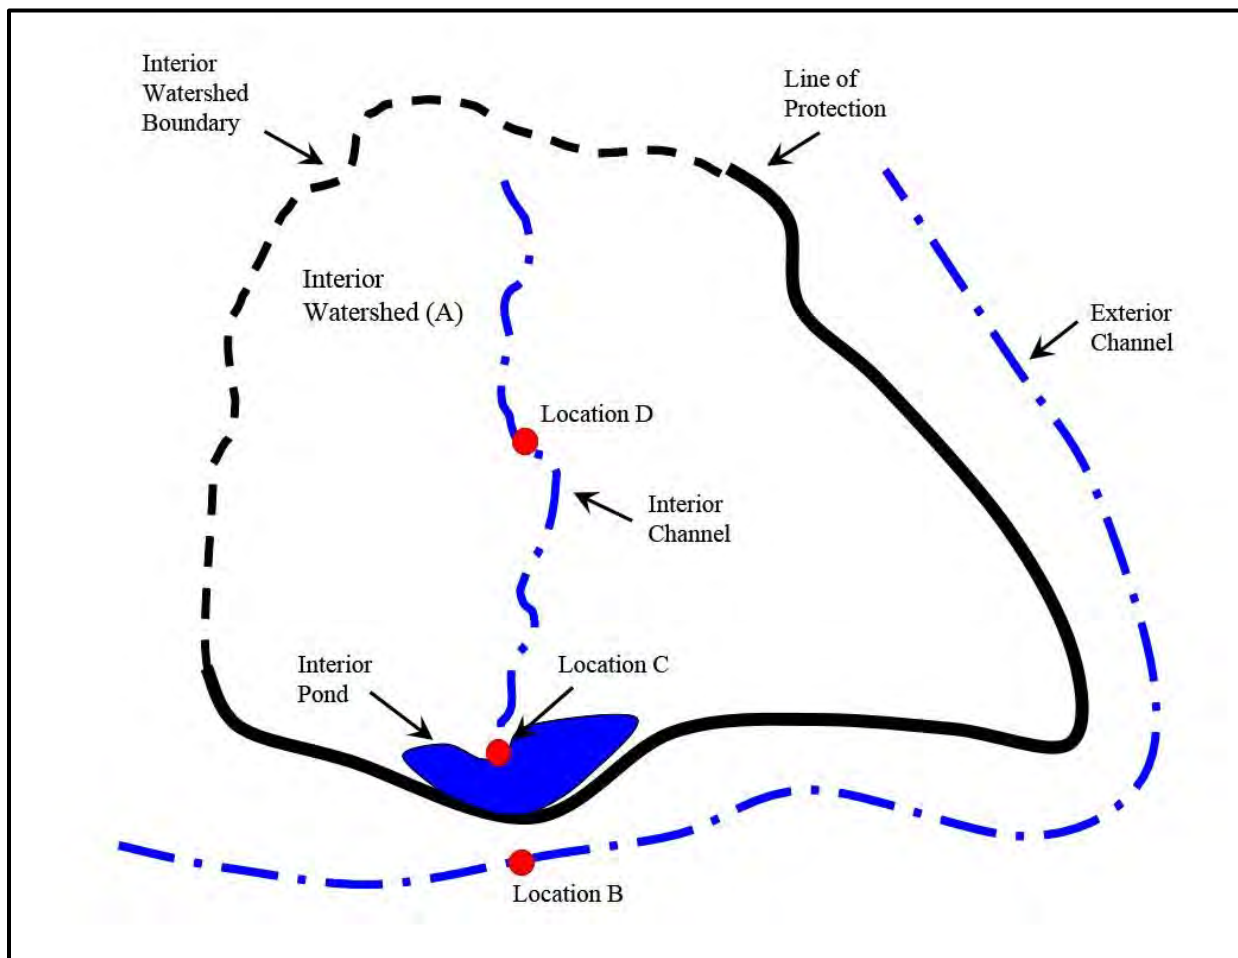 Interior
Watershed
Boundary
Line of
Protection
Interior
Watershed (A)
Exterior
Channel
Location D
Interior
Channel
Interior
Pond
Location C
Location B